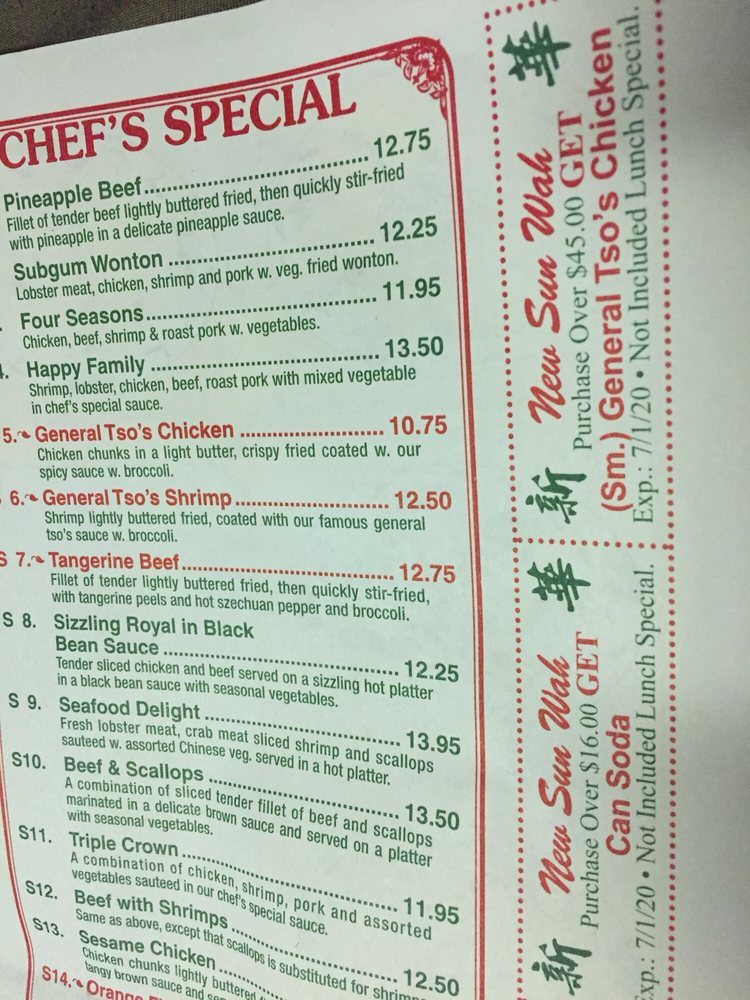 CHEF'S SPECIAL
Pineapple Beef 12.75
Fillet of tender beef lightly buttered fried, then quickly stir-fried
with pineapple in a delicate pineapple sauce.
Subgum Wonton 12.25
Lobster meat, chicken, shrimp and pork w. veg. fried wonton.
Four Seasons 11.95
Chicken, beef, shrimp & roast pork w. vegetables.
Happy Family 13.50
Shrimp, lobster, chicken, beef, roast pork with mixed vegetable
in chef's special sauce.
5. General Tso's Chicken 10.75
Chicken chunks in a light butter, crispy fried coated w. our
spicy sauce w. broccoli.
6. General Tso's Shrimp 12.50
Shrimp lightly buttered fried, coated with our famous general
tso's sauce w. broccoli.
S 7. Tangerine Beef 12.75
Fillet of tender lightly buttered fried, then quickly stir-fried,
with tangerine peels and hot szechuan pepper and broccoli.
S 8. Sizzling Royal in Black
Bean Sauce 12.25
Tender sliced chicken and beef served on a sizzling hot platter
in a black bean sauce with seasonal vegetables.
S 9. Seafood Delight 13.95
Fresh lobster meat, crab meat sliced shrimp and scallops
sauteed w. assorted Chinese veg. served in a hot platter.
S10. Beef & Scallops 13.50
A combination of sliced tender fillet of beef and scallops
marinated in a delicate brown sauce and served on a platter
with seasonal vegetables.
S11. Triple Crown 11.95
A combination of chicken, shrimp, pork and assorted
vegetables sauteed in our chef's special sauce.
S12. Beef with Shrimps 12.50
Same as above, except that scallops is substituted for
S13. Sesame Chicken
Chicken chunks lightly buttered
tangy brown sauce and
S14. Orange
新 New Sun Wah 華
Purchase Over $45.00 GET
(Sm.) General Tso's Chicken
Exp.: 7/1/20 • Not Included Lunch Special.
新 New Sun Wah 華
Purchase Over $16.00 GET
Can Soda
Exp.: 7/1/20 • Not Included Lunch Special.